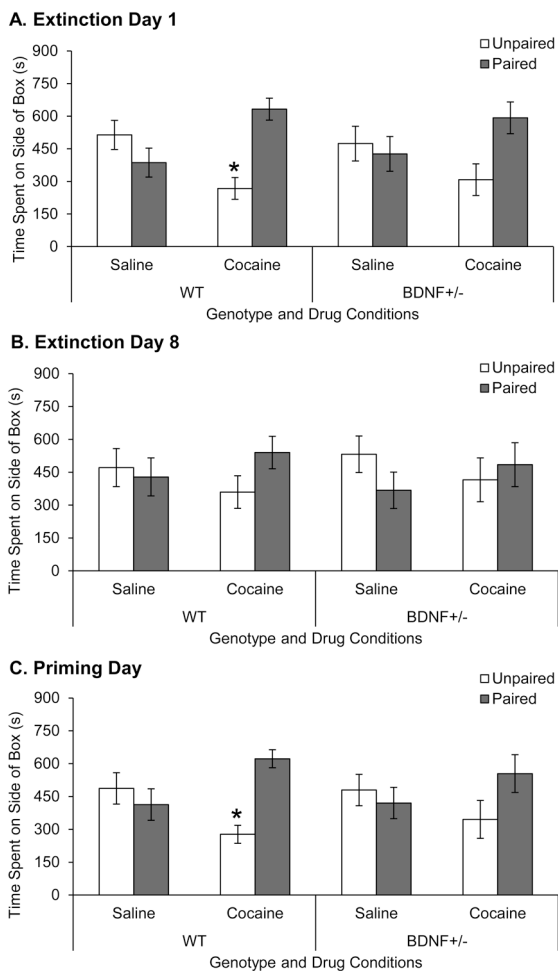 A. Extinction Day 1
Unpaired
Paired
Time Spent on Side of Box (s)
900
750
600
450
300
150
0
*
Saline Cocaine Saline Cocaine
WT BDNF+/-
Genotype and Drug Conditions
B. Extinction Day 8
Unpaired
Paired
Time Spent on Side of Box (s)
900
750
600
450
300
150
0
Saline Cocaine Saline Cocaine
WT BDNF+/-
Genotype and Drug Conditions
C. Priming Day
Unpaired
Paired
Time Spent on Side of Box (s)
900
750
600
450
300
150
0
*
Saline Cocaine Saline Cocaine
WT BDNF+/-
Genotype and Drug Conditions